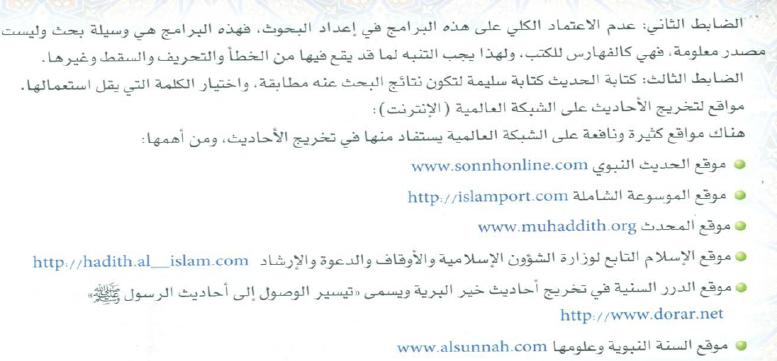 الضابط الثاني: عدم الاعتماد الكلي على هذه البرامج في إعداد البحوث، فهذه البرامج هي وسيلة بحث وليست
مصدر معلومة، فهي كالفهارس للكتب، ولهذا يجب التنبه لما قد يقع فيها من الخطأ والتحريف والسقط وغيرها.
الضابط الثالث: كتابة الحديث كتابة سليمة لتكون نتائج البحث عنه مطابقة، واختيار الكلمة التي يقل استعمالها.
مواقع لتخريج الأحاديث على الشبكة العالمية (الإنترنت):
هناك مواقع كثيرة ونافعة على الشبكة العالمية يستفاد منها في تخريج الأحاديث، ومن أهمها:
موقع الحديث النبوي www.sonnhonline.com
موقع الموسوعة الشاملة http://islamport.com
موقع المحدث www.muhaddith.org
موقع الإسلام التابع لوزارة الشؤون الإسلامية والأوقاف والدعوة والإرشاد http://hadith.al__islam.com
موقع الدرر السنية في تخريج أحاديث خير البرية ويسمى «تيسير الوصول إلى أحاديث الرسول ﷺ»
http://www.dorar.net
موقع السنة النبوية وعلومها www.alsunnah.com